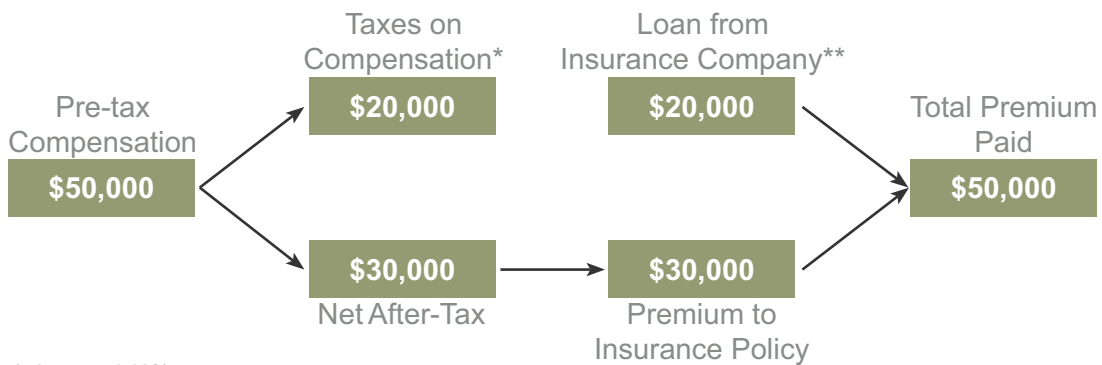 Taxes on
Compensation*
$20,000
Loan from
Insurance Company**
$20,000
Pre-tax
Compensation
$50,000
Total Premium
Paid
$50,000
$30,000
Net After-Tax
$30,000
Premium to
Insurance Policy